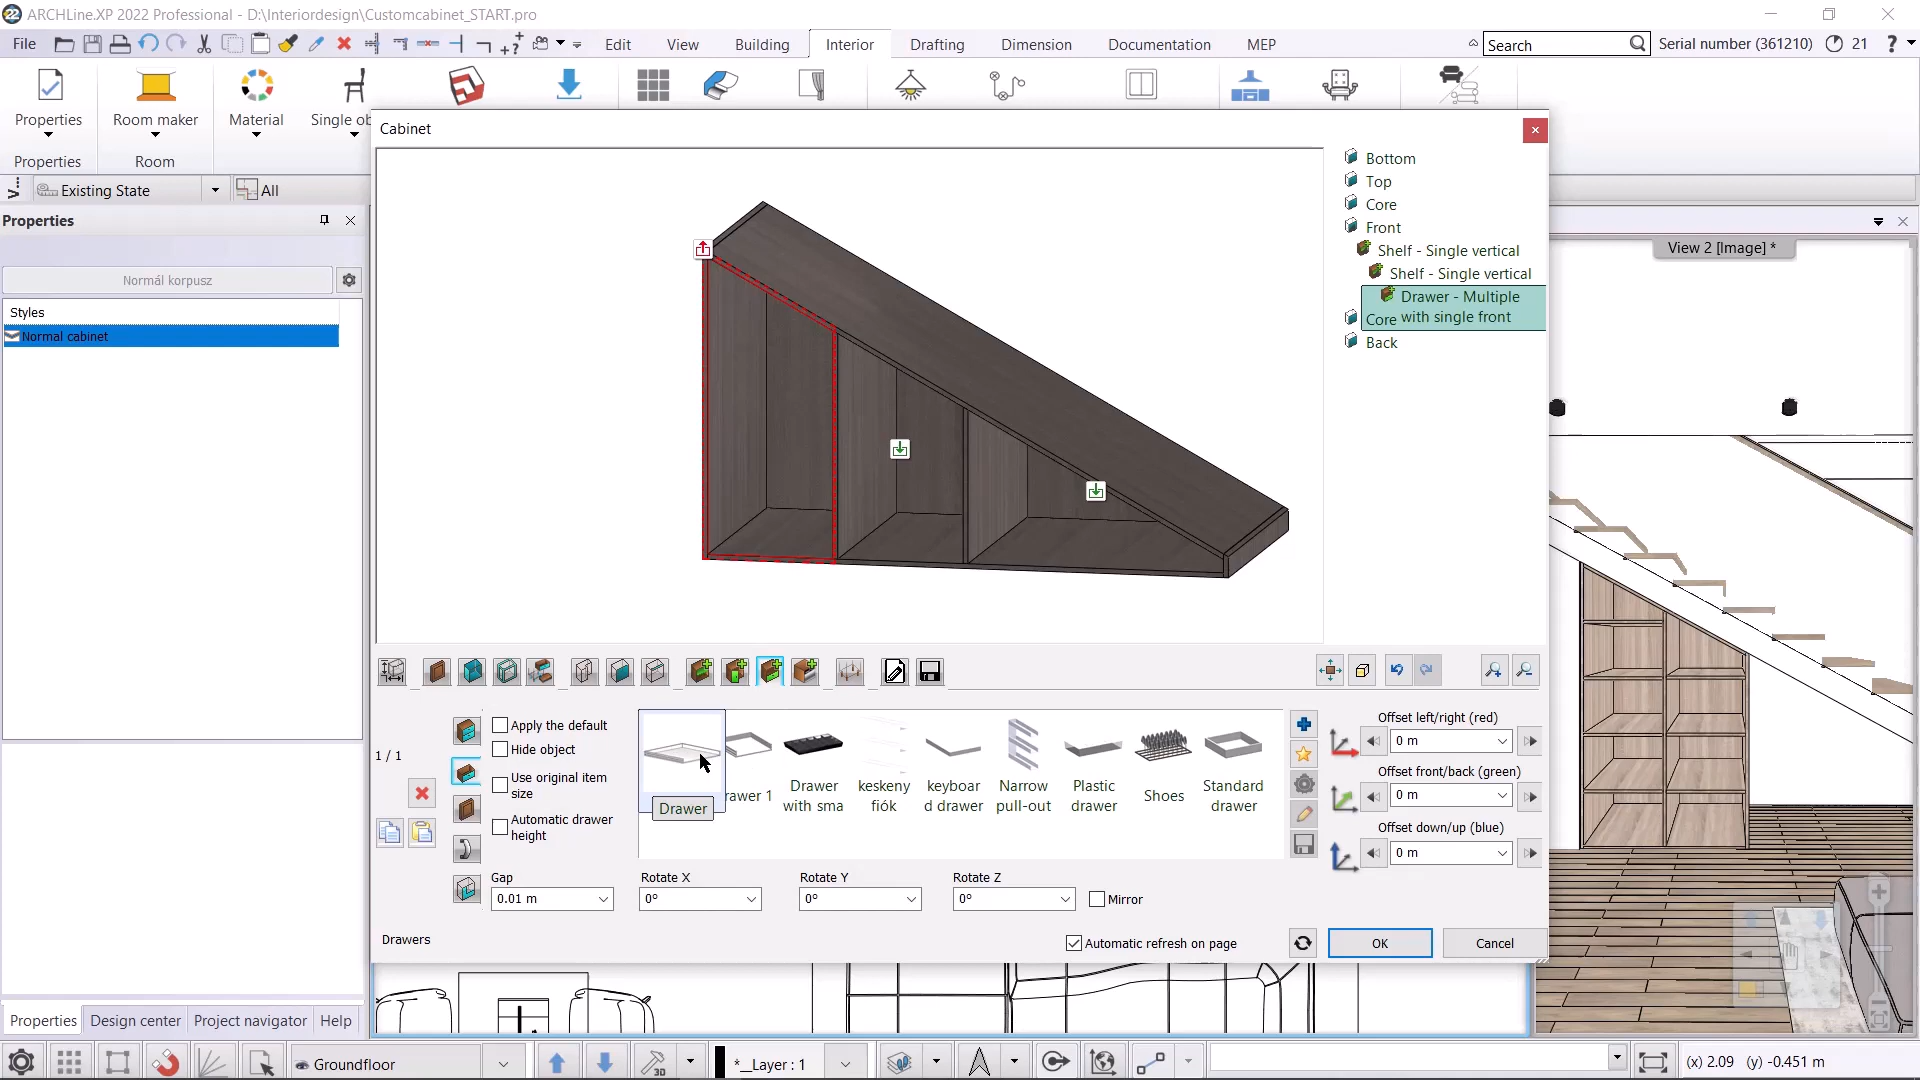 ARCHLine.XP 2022 Professional - D:\Interiordesign\Customcabinet_START.pro
File
Edit
View
Building
Interior
Drafting
Dimension
Documentation
MEP
Search
Serial number (361210)
21
?
Properties
Room maker
Material
Single ob
Properties
Room
Existing State
All
Cabinet
Properties
Normál korpusz
Styles
Normal cabinet
Bottom
Top
Core
Front
Shelf - Single vertical
Shelf - Single vertical
Drawer - Multiple
with single front
Core
Back
View 2 [Image] *
1 / 1
Apply the default
Hide object
Use original item
size
Automatic drawer
height
Drawer
rawer 1
Drawer
with sma
keskeny
fiók
keyboar
d drawer
Narrow
pull-out
Plastic
drawer
Shoes
Standard
drawer
Offset left/right (red)
0 m
Offset front/back (green)
0 m
Offset down/up (blue)
0 m
Gap
0.01 m
Rotate X
0°
Rotate Y
0°
Rotate Z
0°
Mirror
Drawers
Automatic refresh on page
OK
Cancel
Properties
Design center
Project navigator
Help
Groundfloor
3D
*__Layer : 1
(x) 2.09 (y) -0.451 m